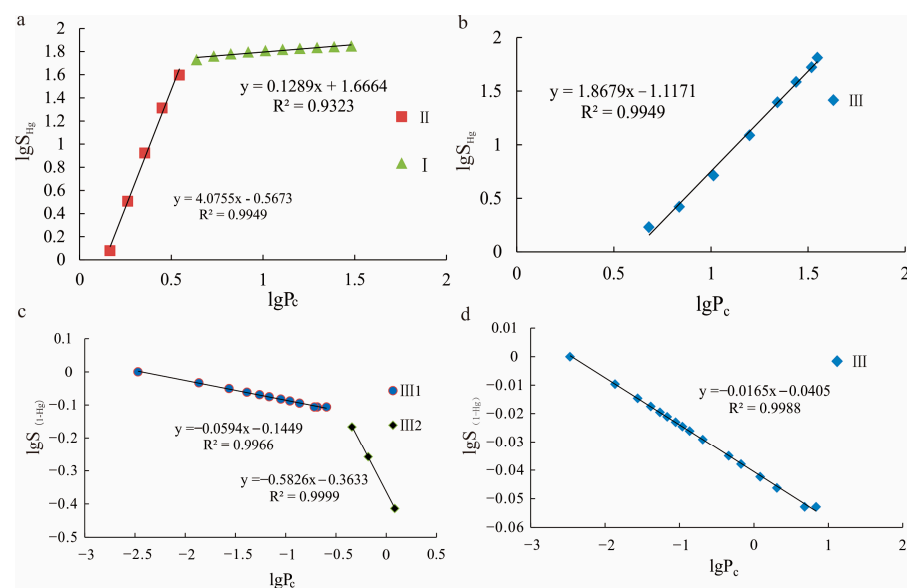 a
2
1.8
1.6
1.4
1.2
1
0.8
0.6
0.4
0.2
0
lgS_Hg
y = 0.1289x + 1.6664
R² = 0.9323
II
I
y = 4.0755x - 0.5673
R² = 0.9949
0 0.5 1 1.5 2
lgPc
b
2
1.5
1
0.5
0
lgS_Hg
y = 1.8679x −1.1171
R² = 0.9949
III
0 0.5 1 1.5 2
lgPc
c
0.1
0
−0.1
−0.2
−0.3
−0.4
−0.5
lgS (1-Hg)
III1
III2
y=−0.0594x−0.1449
R² = 0.9966
y=−0.5826x−0.3633
R² = 0.9999
−3 −2.5 −2 −1.5 −1 −0.5 0 0.5
lgPc
d
0.01
0
−0.01
−0.02
−0.03
−0.04
−0.05
−0.06
lgS (1-Hg)
III
y=−0.0165x−0.0405
R² = 0.9988
−3 −2 −1 0 1 2
lgPc